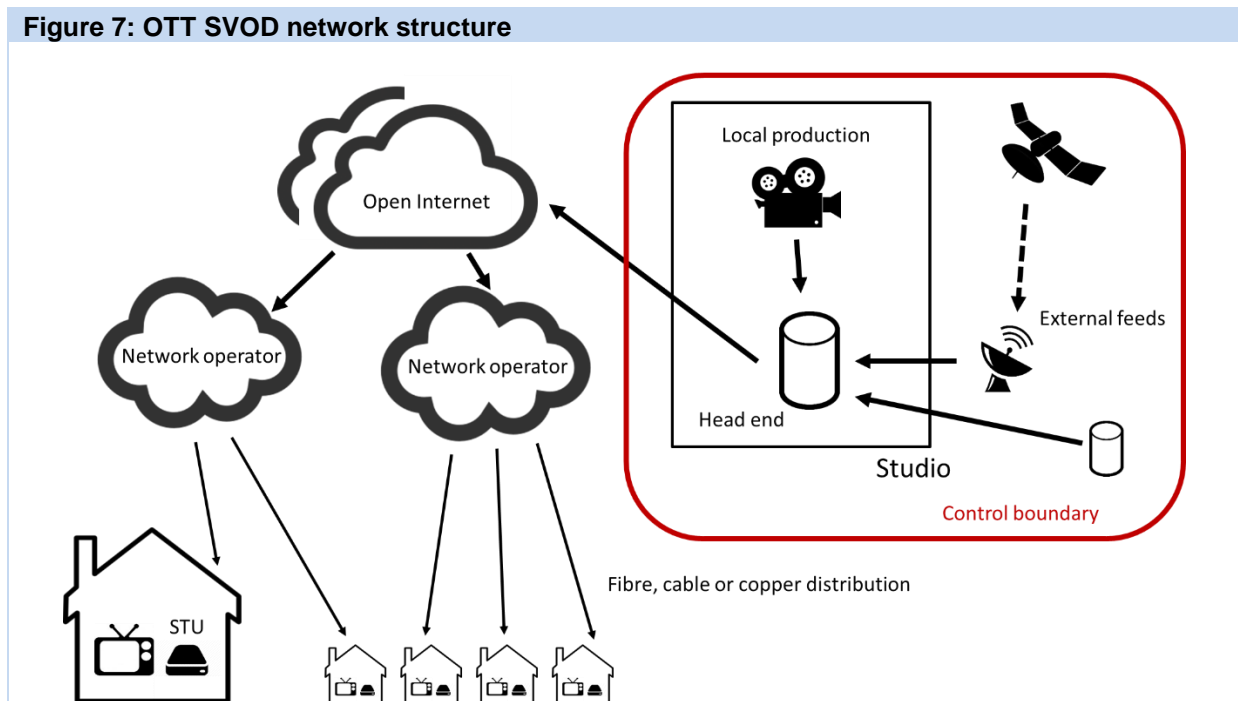 Figure 7: OTT SVOD network structure
Local production
Open Internet
External feeds
Network operator
Network operator
Head end
Studio
Control boundary
Fibre, cable or copper distribution
STU